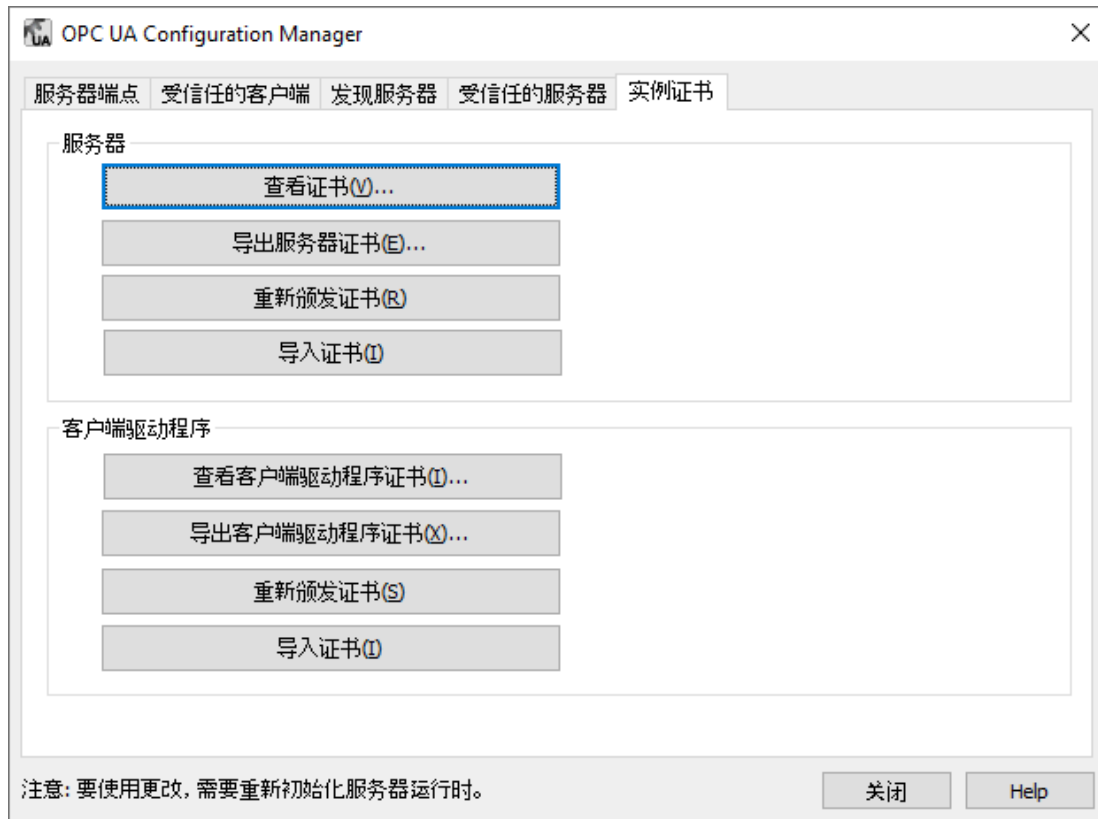 OPC UA Configuration Manager
服务器端点 受信任的客户端 发现服务器 受信任的服务器 实例证书
服务器
查看证书(V)...
导出服务器证书(E)...
重新颁发证书(R)
导入证书(I)
客户端驱动程序
查看客户端驱动程序证书(I)...
导出客户端驱动程序证书(X)...
重新颁发证书(S)
导入证书(I)
注意: 要使用更改, 需要重新初始化服务器运行时。
关闭 Help